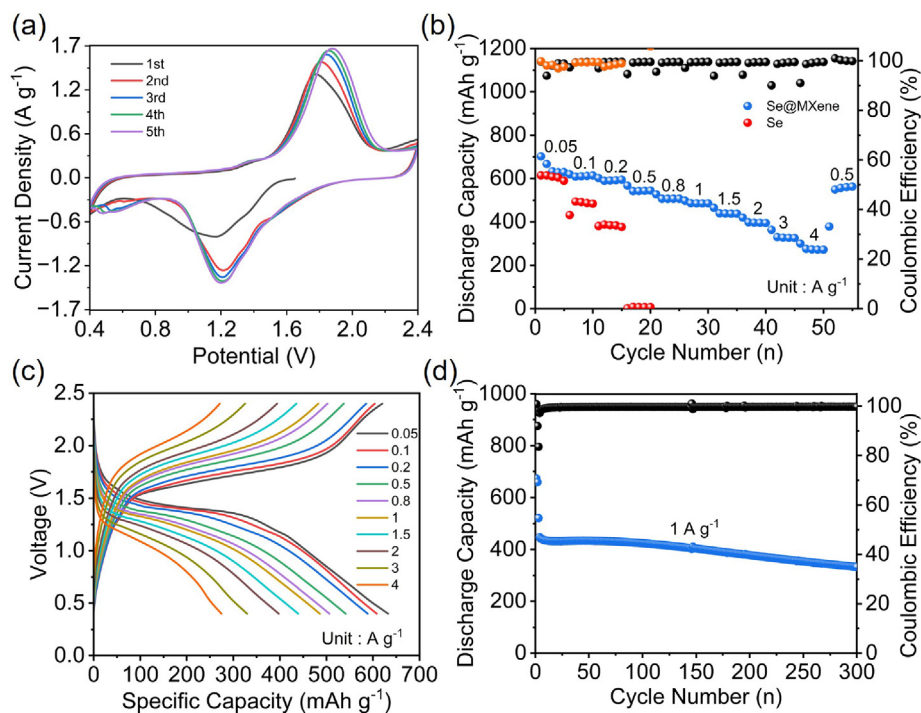 (a)
1.7
1.2
0.6
0.0
−0.6
−1.2
−1.7
Current Density (A g⁻¹)
1st
2nd
3rd
4th
5th
0.4 0.8 1.2 1.6 2.0 2.4
Potential (V)
(b)
1200
1000
800
600
400
200
0
Discharge Capacity (mAh g⁻¹)
Se@MXene
Se
0.05 0.1 0.2 0.5 0.8 1 1.5 2 3 4 0.5
Unit : A g⁻¹
100
80
60
40
20
0
Coulombic Efficiency (%)
0 10 20 30 40 50
Cycle Number (n)
(c)
2.5
2.0
1.5
1.0
0.5
0.0
Voltage (V)
0.05
0.1
0.2
0.5
0.8
1
1.5
2
3
4
Unit : A g⁻¹
0 100 200 300 400 500 600 700
Specific Capacity (mAh g⁻¹)
(d)
1000
800
600
400
200
0
Discharge Capacity (mAh g⁻¹)
1 A g⁻¹
100
80
60
40
20
0
Coulombic Efficiency (%)
0 50 100 150 200 250 300
Cycle Number (n)